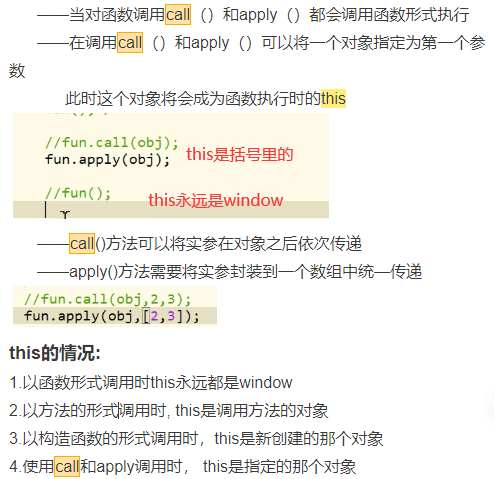 ——当对函数调用call（）和apply（）都会调用函数形式执行
——在调用call（）和apply（）可以将一个对象指定为第一个参
数
此时这个对象将会成为函数执行时的this
//fun.call(obj);
fun.apply(obj);
this是括号里的
//fun();
this永远是window
——call()方法可以将实参在对象之后依次传递
——apply()方法需要将实参封装到一个数组中统一传递
//fun.call(obj,2,3);
fun.apply(obj,[2,3]);
this的情况:
1.以函数形式调用时this永远都是window
2.以方法的形式调用时, this是调用方法的对象
3.以构造函数的形式调用时，this是新创建的那个对象
4.使用call和apply调用时， this是指定的那个对象